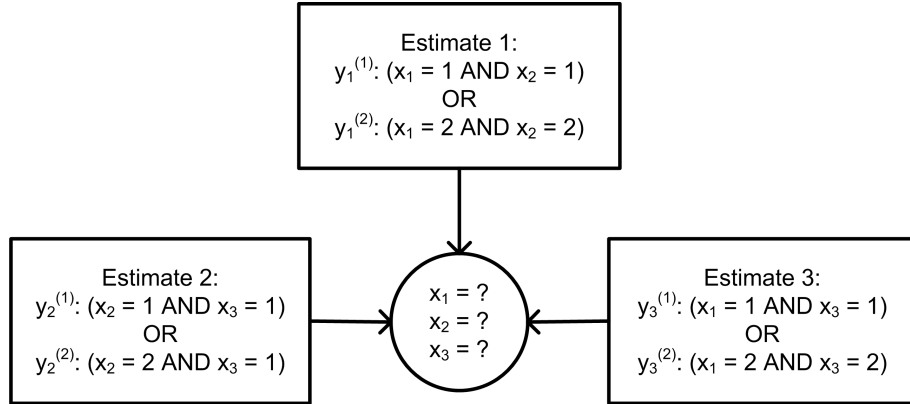 Estimate 1:
y₁⁽¹⁾: (x₁ = 1 AND x₂ = 1)
OR
y₁⁽²⁾: (x₁ = 2 AND x₂ = 2)
Estimate 2:
y₂⁽¹⁾: (x₂ = 1 AND x₃ = 1)
OR
y₂⁽²⁾: (x₂ = 2 AND x₃ = 1)
x₁ = ?
x₂ = ?
x₃ = ?
Estimate 3:
y₃⁽¹⁾: (x₁ = 1 AND x₃ = 1)
OR
y₃⁽²⁾: (x₁ = 2 AND x₃ = 2)